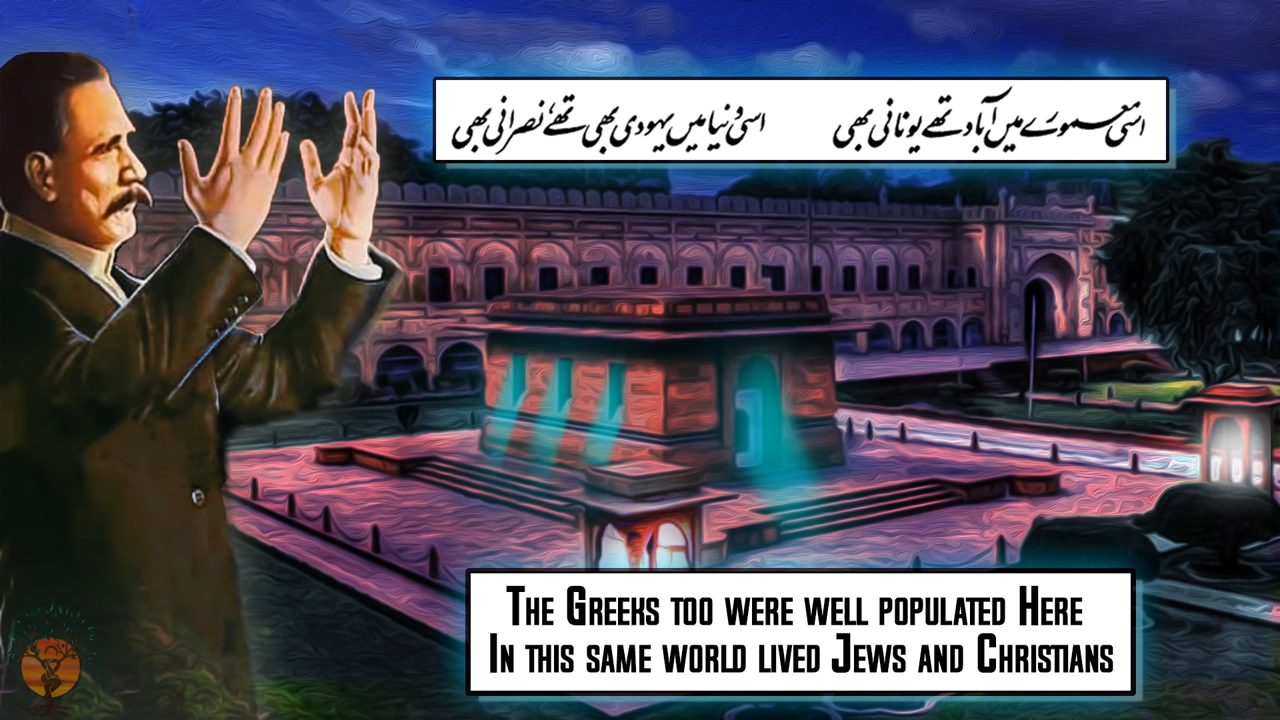 اسی معمورے میں آباد تھے یونانی بھی اسی دنیا میں یہودی بھی تھے، نصرانی بھی
The Greeks too were well populated Here
In this same world lived Jews and Christians